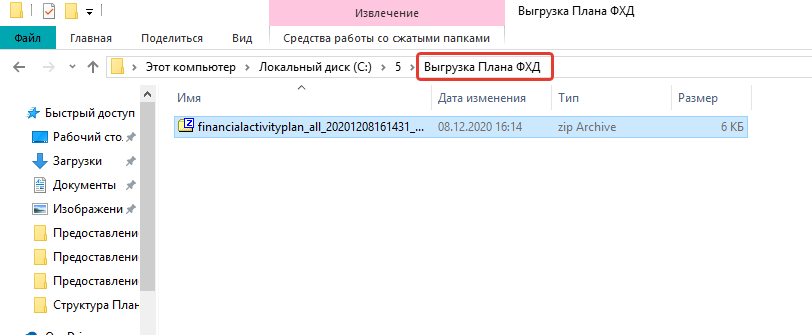 Извлечение
Выгрузка Плана ФХД
Файл
Главная
Поделиться
Вид
Средства работы со сжатыми папками
Этот компьютер > Локальный диск (C:) > 5 > Выгрузка Плана ФХД
Имя
Дата изменения
Тип
Размер
financialactivityplan_all_20201208161431_...
08.12.2020 16:14
zip Archive
6 КБ
Быстрый доступ
Рабочий сто.
Загрузки
Документы
Изображени
Предоставлени
Предоставлени
Предоставлени
Структура План